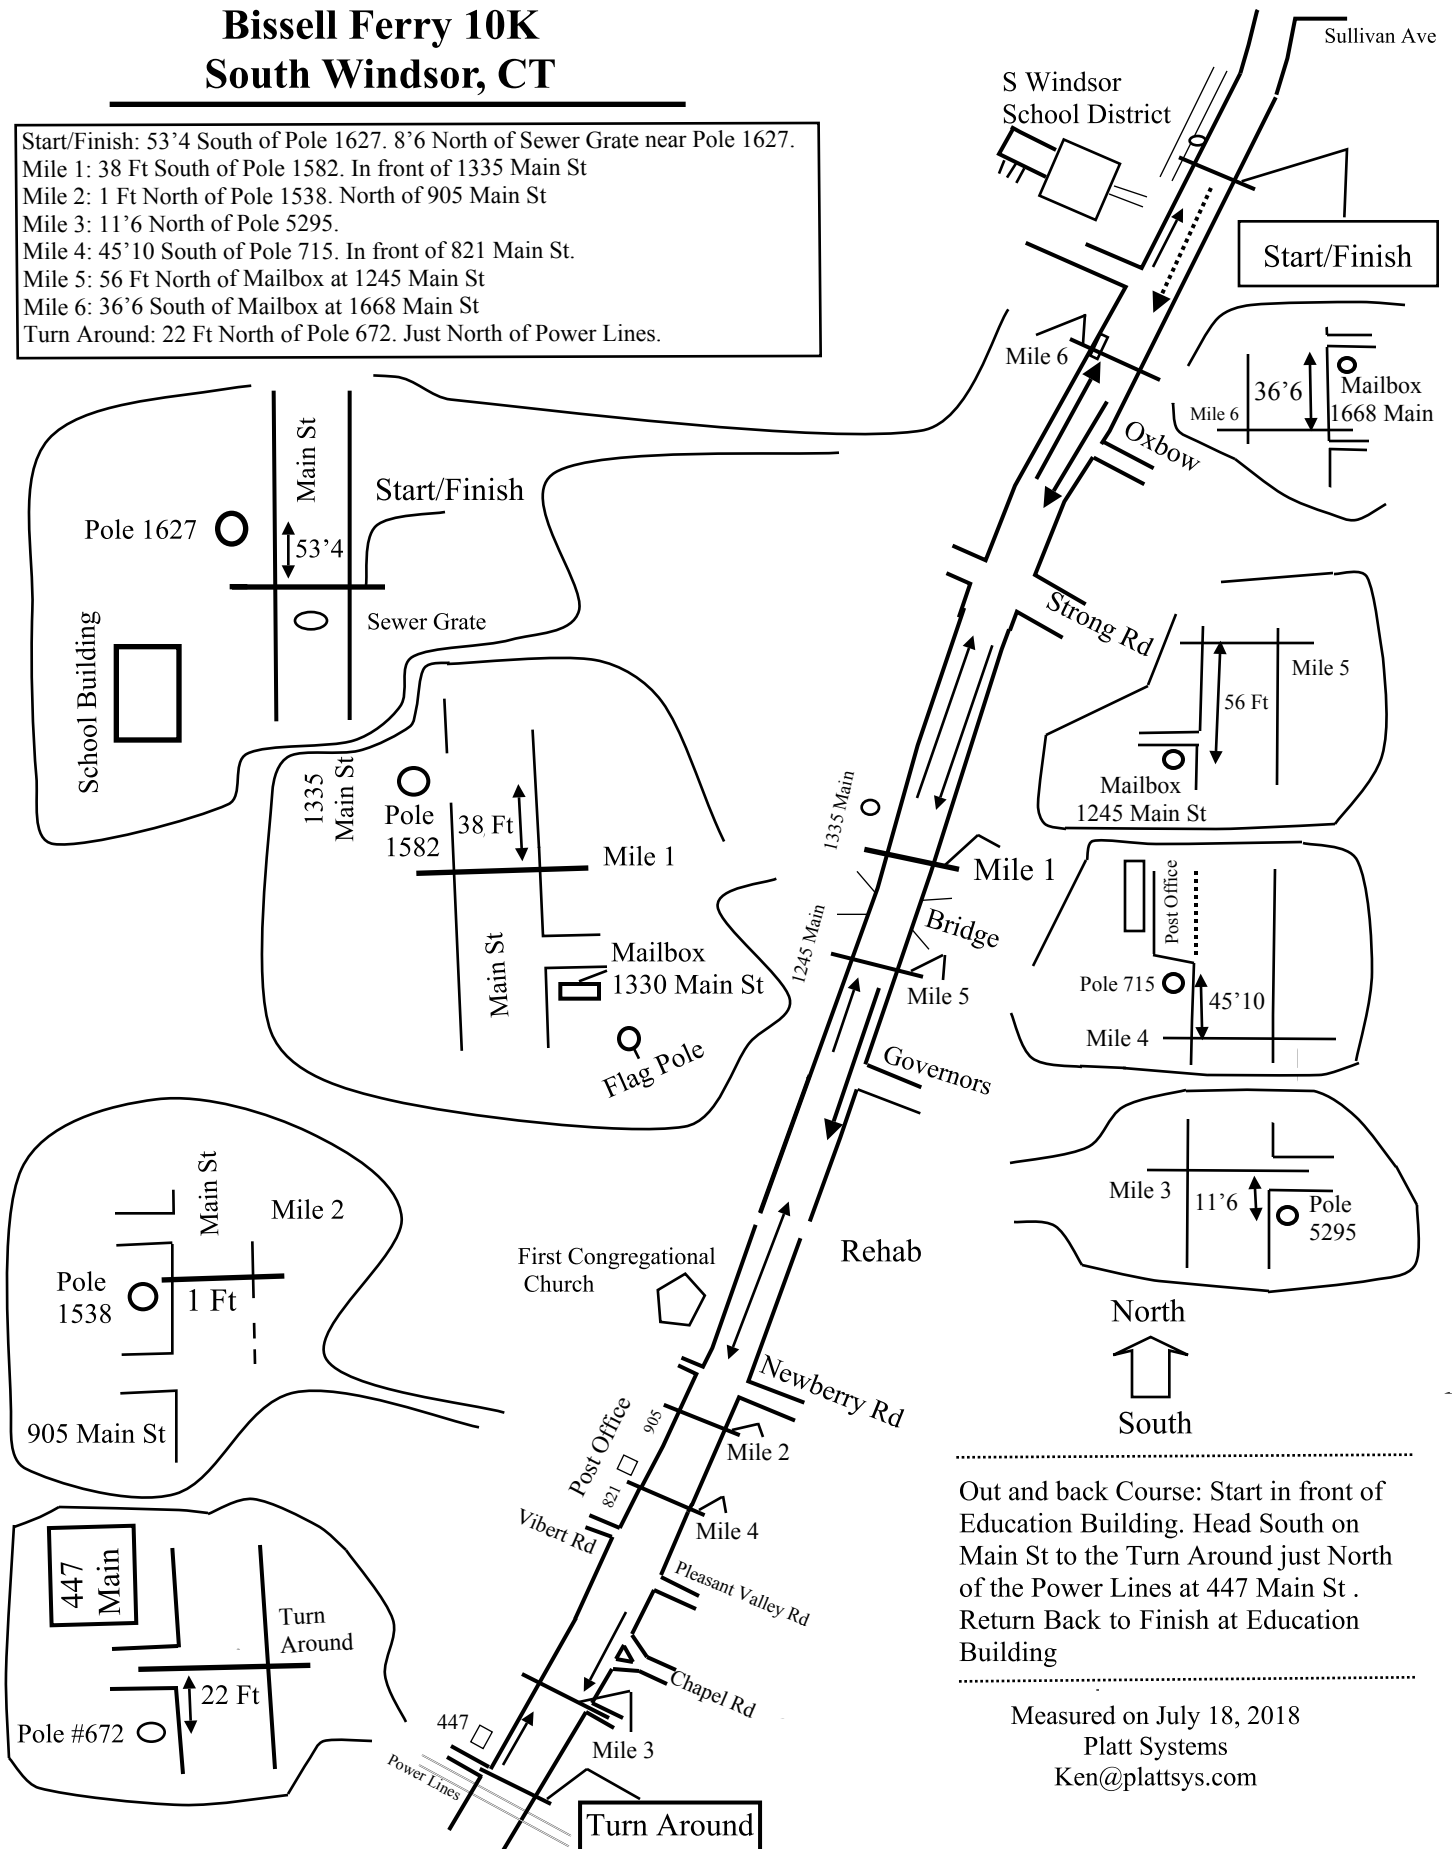 Bissell Ferry 10K
South Windsor, CT
Start/Finish: 53’4 South of Pole 1627. 8’6 North of Sewer Grate near Pole 1627.
Mile 1: 38 Ft South of Pole 1582. In front of 1335 Main St
Mile 2: 1 Ft North of Pole 1538. North of 905 Main St
Mile 3: 11’6 North of Pole 5295.
Mile 4: 45’10 South of Pole 715. In front of 821 Main St.
Mile 5: 56 Ft North of Mailbox at 1245 Main St
Mile 6: 36’6 South of Mailbox at 1668 Main St
Turn Around: 22 Ft North of Pole 672. Just North of Power Lines.
Sullivan Ave
S Windsor
School District
Start/Finish
Mile 6
Oxbow
36’6
Mailbox
1668 Main
Mile 6
Main St
Start/Finish
Pole 1627
53’4
Sewer Grate
School Building
Strong Rd
Mile 5
56 Ft
Mailbox
1245 Main St
1335
Main St
Pole
1582
38 Ft
Mile 1
Main St
Mailbox
1330 Main St
Flag Pole
1335 Main
Mile 1
Bridge
1245 Main
Mile 5
Governors
Post Office
Pole 715
45’10
Mile 4
Mile 3
11’6
Pole
5295
Main St
Mile 2
Pole
1538
1 Ft
905 Main St
First Congregational
Church
Rehab
Newberry Rd
905
Post Office
Mile 2
821
Mile 4
Vibert Rd
Pleasant Valley Rd
Chapel Rd
447
Mile 3
Power Lines
Turn Around
447
Main
Turn
Around
22 Ft
Pole #672
North
South
Out and back Course: Start in front of
Education Building. Head South on
Main St to the Turn Around just North
of the Power Lines at 447 Main St .
Return Back to Finish at Education
Building
Measured on July 18, 2018
Platt Systems
Ken@plattsys.com